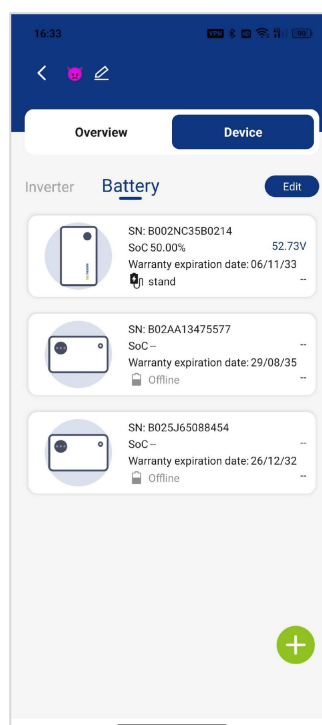 16:33
VPN
99
Overview
Device
Inverter
Battery
Edit
SN: B002NC35B0214
SoC 50.00%
52.73V
Warranty expiration date: 06/11/33
stand
--
SN: B02AA13475577
SoC --
--
Warranty expiration date: 29/08/35
Offline
--
SN: B025J65088454
SoC --
--
Warranty expiration date: 26/12/32
Offline
--